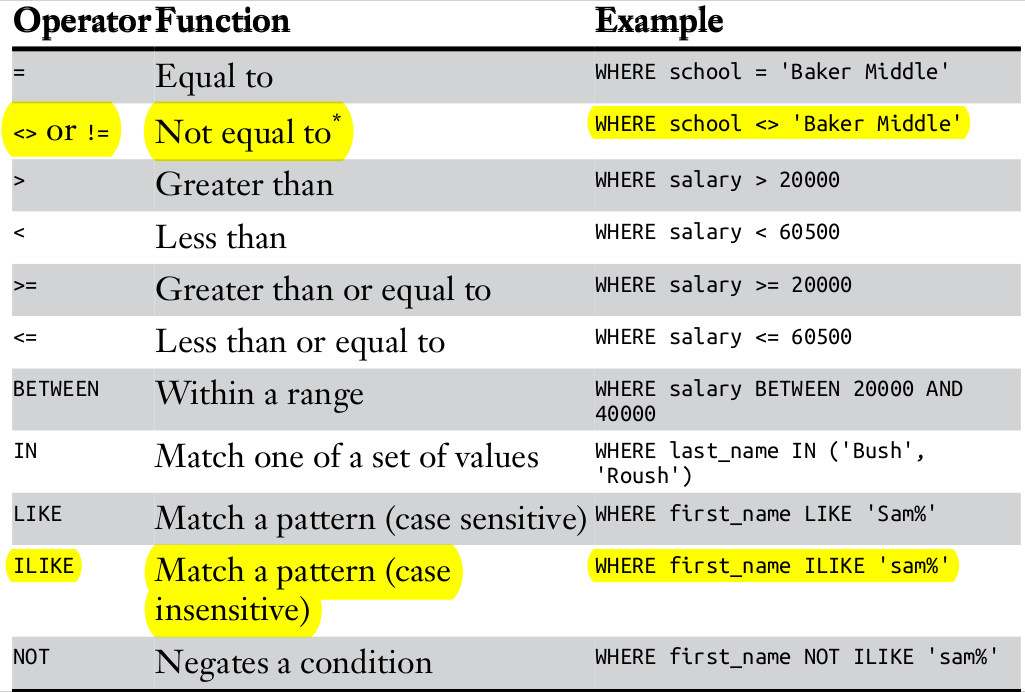 Operator Function Example
= Equal to WHERE school = 'Baker Middle'
<> or != Not equal to* WHERE school <> 'Baker Middle'
> Greater than WHERE salary > 20000
< Less than WHERE salary < 60500
>= Greater than or equal to WHERE salary >= 20000
<= Less than or equal to WHERE salary <= 60500
BETWEEN Within a range WHERE salary BETWEEN 20000 AND
40000
IN Match one of a set of values WHERE last_name IN ('Bush',
'Roush')
LIKE Match a pattern (case sensitive) WHERE first_name LIKE 'Sam%'
ILIKE Match a pattern (case WHERE first_name ILIKE 'sam%'
insensitive)
NOT Negates a condition WHERE first_name NOT ILIKE 'sam%'